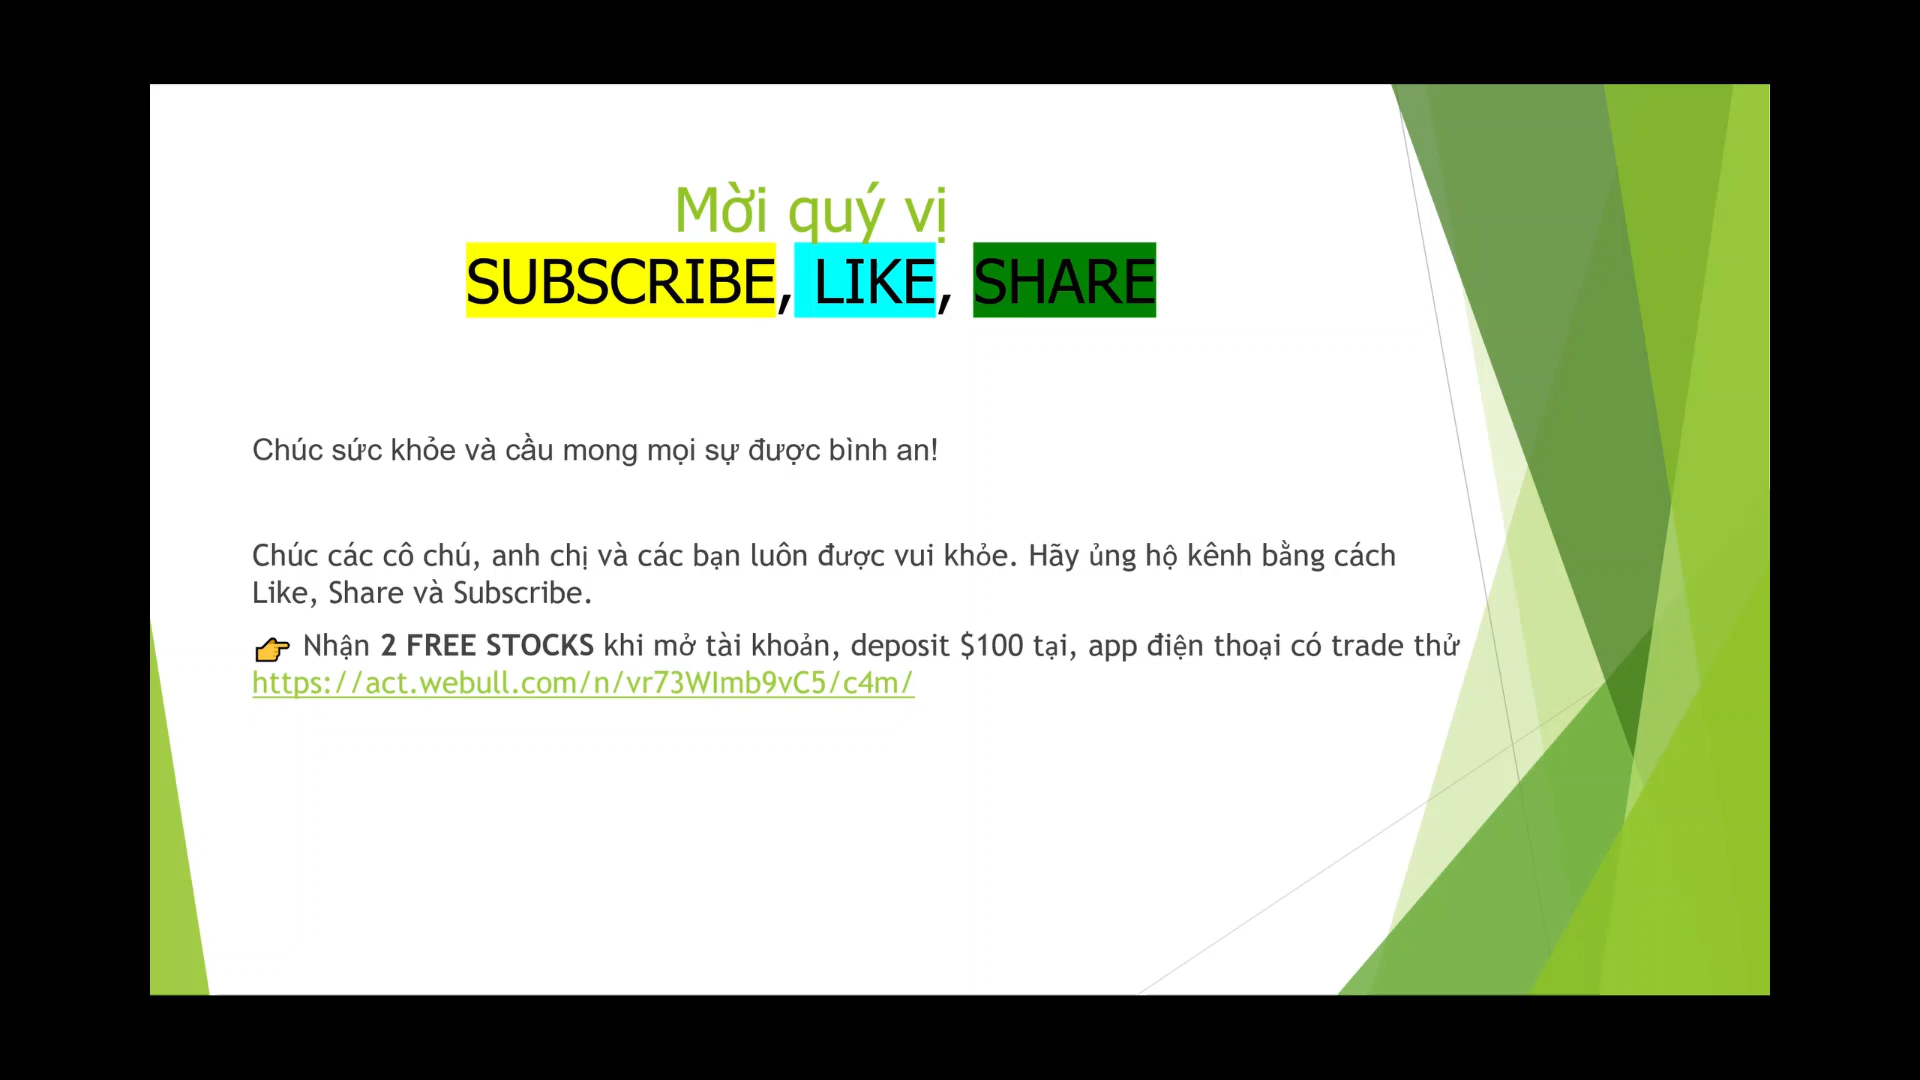 Mời quý vị
SUBSCRIBE, LIKE, SHARE
Chúc sức khỏe và cầu mong mọi sự được bình an!
Chúc các cô chú, anh chị và các bạn luôn được vui khỏe. Hãy ủng hộ kênh bằng cách
Like, Share và Subscribe.
👉 Nhận 2 FREE STOCKS khi mở tài khoản, deposit $100 tại, app điện thoại có trade thử
https://act.webull.com/n/vr73WImb9vC5/c4m/